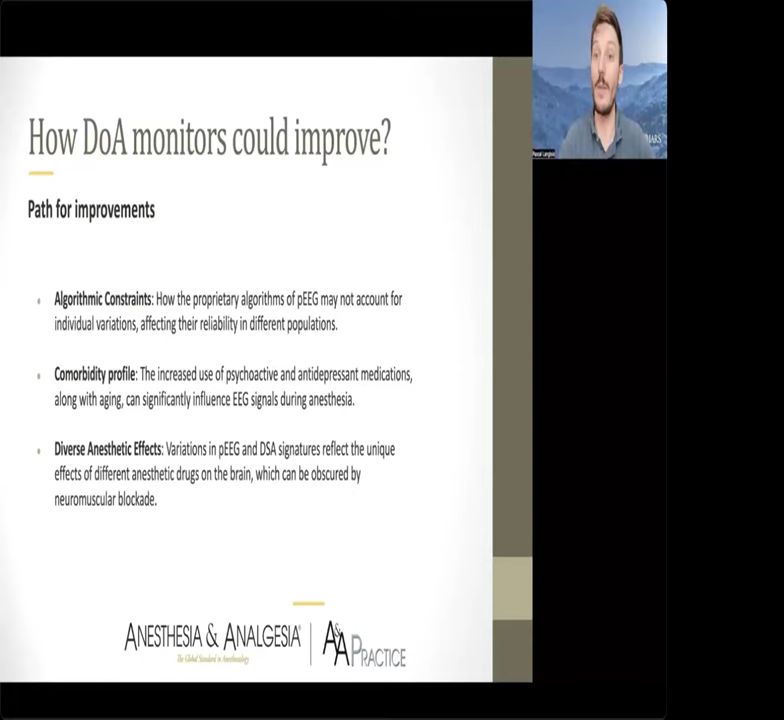 How DoA monitors could improve?
Path for improvements
Algorithmic Constraints: How the proprietary algorithms of pEEG may not account for
individual variations, affecting their reliability in different populations.
Comorbidity profile: The increased use of psychoactive and antidepressant medications,
along with aging, can significantly influence EEG signals during anesthesia.
Diverse Anesthetic Effects: Variations in pEEG and DSA signatures reflect the unique
effects of different anesthetic drugs on the brain, which can be obscured by
neuromuscular blockade.
ANESTHESIA & ANALGESIA®
The Global Standard in Anesthesiology
A&A PRACTICE